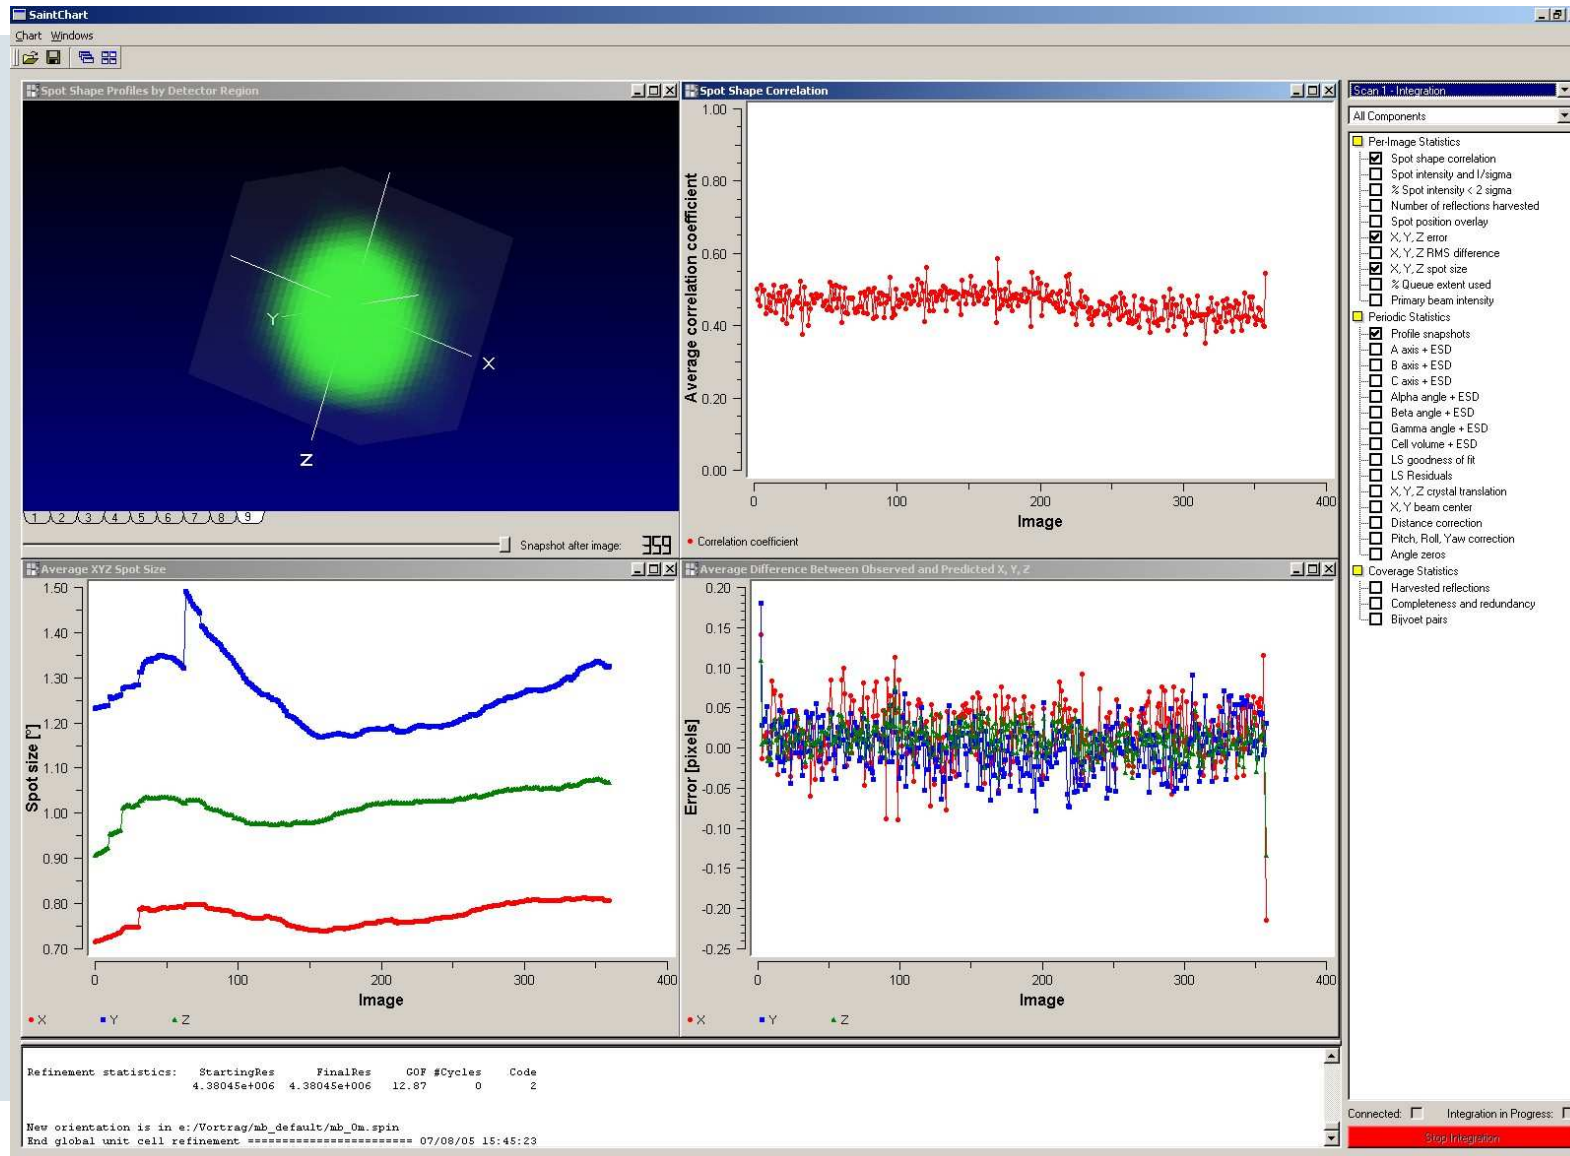 SaintChart
Chart Windows
Spot Shape Profiles by Detector Region
Y
X
Z
1 2 3 4 5 6 7 8 9
Snapshot after image: 359
Spot Shape Correlation
Average correlation coefficient
1.00
0.80
0.60
0.40
0.20
0.00
0 100 200 300 400
Image
Correlation coefficient
Average XYZ Spot Size
Spot size [°]
1.50
1.40
1.30
1.20
1.10
1.00
0.90
0.80
0.70
0 100 200 300 400
Image
X Y Z
Average Difference Between Observed and Predicted X, Y, Z
Error [pixels]
0.20
0.15
0.10
0.05
0.00
-0.05
-0.10
-0.15
-0.20
-0.25
0 100 200 300 400
Image
X Y Z
Refinement statistics: StartingRes FinalRes GOF #Cycles Code
4.38045e+006 4.38045e+006 12.87 0 2
New orientation is in e:/Vortrag/mb_default/mb_0m.spin
End global unit cell refinement ======================== 07/08/05 15:45:23
Scan 1 - Integration
All Components
Per-Image Statistics
Spot shape correlation
Spot intensity and I/sigma
% Spot intensity < 2 sigma
Number of reflections harvested
Spot position overlay
X, Y, Z error
X, Y, Z RMS difference
X, Y, Z spot size
% Queue extent used
Primary beam intensity
Periodic Statistics
Profile snapshots
A axis + ESD
B axis + ESD
C axis + ESD
Alpha angle + ESD
Beta angle + ESD
Gamma angle + ESD
Cell volume + ESD
LS goodness of fit
LS Residuals
X, Y, Z crystal translation
X, Y beam center
Distance correction
Pitch, Roll, Yaw correction
Angle zeros
Coverage Statistics
Harvested reflections
Completeness and redundancy
Bijvoet pairs
Connected: Integration in Progress:
Stop Integration